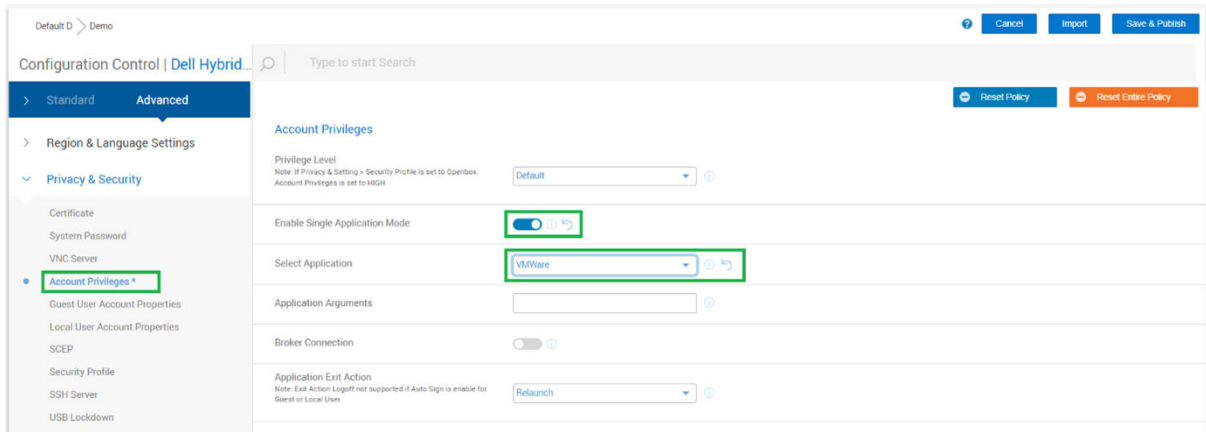 Default D > Demo
? Cancel Import Save & Publish
Configuration Control | Dell Hybrid...
Type to start Search
Standard Advanced
Reset Policy Reset Entire Policy
Region & Language Settings
Privacy & Security
Certificate
System Password
VNC Server
Account Privileges *
Guest User Account Properties
Local User Account Properties
SCEP
Security Profile
SSH Server
USB Lockdown
Account Privileges
Privilege Level
Note: If Privacy & Setting > Security Profile is set to Openbox,
Account Privileges is set to HIGH
Default
Enable Single Application Mode
Select Application
VMWare
Application Arguments
Broker Connection
Application Exit Action
Note: Exit Action Logoff not supported if Auto Sign is enable for
Guest or Local User
Relaunch